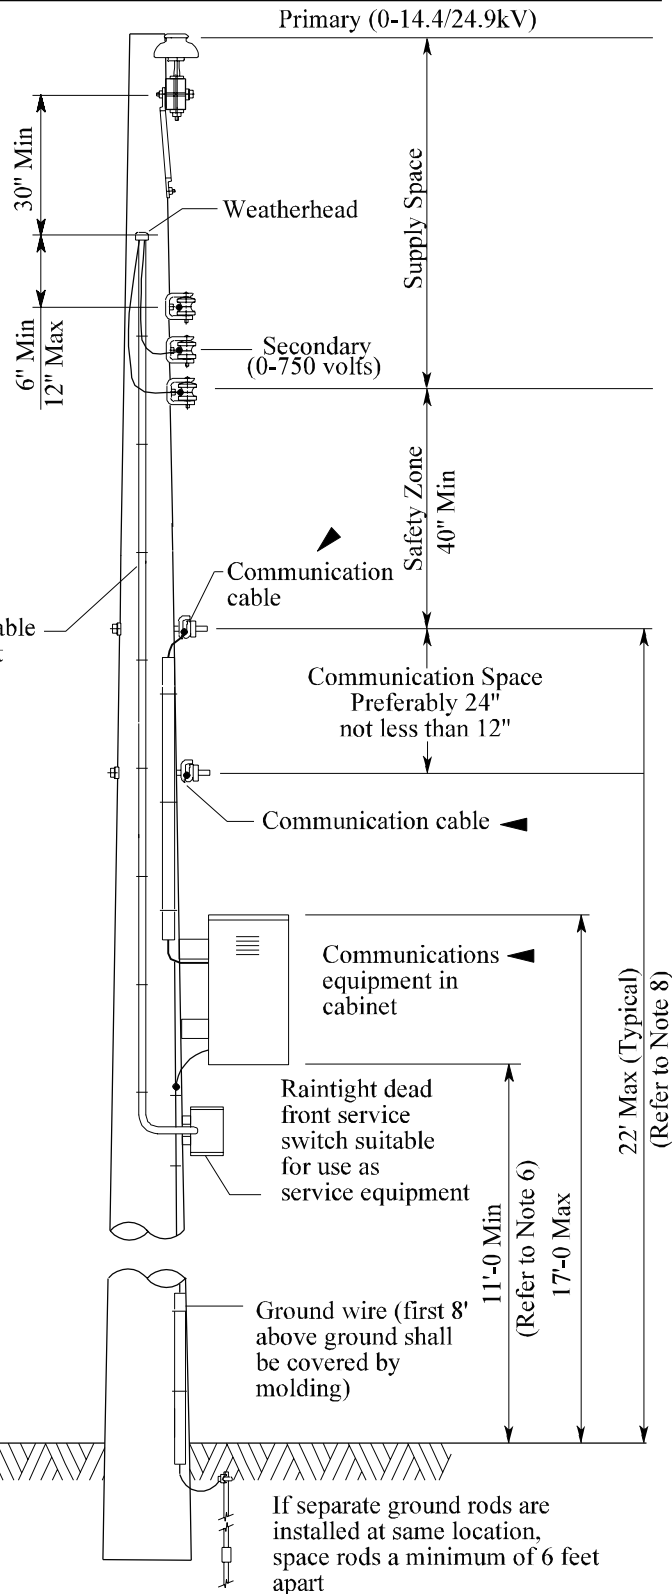 Primary (0-14.4/24.9kV)
30" Min
Weatherhead
Supply Space
6" Min
12" Max
Secondary
(0-750 volts)
Safety Zone
40" Min
Communication
cable
Communication Space
Preferably 24"
not less than 12"
Communication cable
Communications
equipment in
cabinet
22' Max (Typical)
(Refer to Note 8)
Raintight dead
front service
switch suitable
for use as
service equipment
11'-0 Min
(Refer to Note 6)
17'-0 Max
Ground wire (first 8'
above ground shall
be covered by
molding)
If separate ground rods are
installed at same location,
space rods a minimum of 6 feet
apart